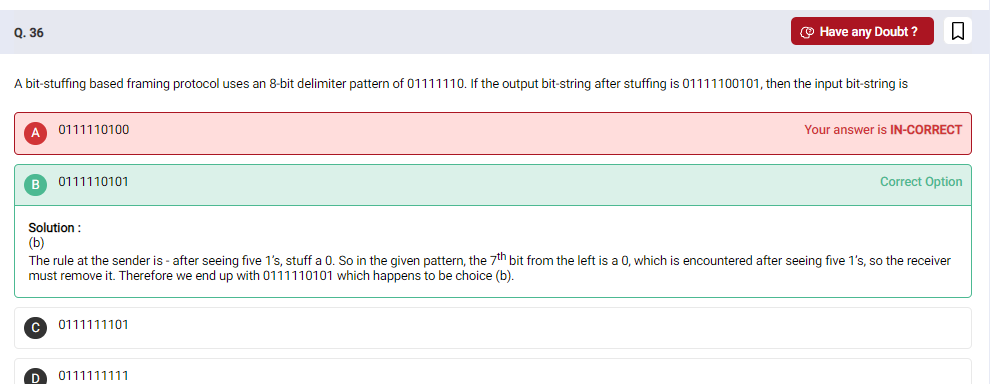 Q. 36
Have any Doubt ?
A bit-stuffing based framing protocol uses an 8-bit delimiter pattern of 01111110. If the output bit-string after stuffing is 01111100101, then the input bit-string is
A
0111110100
Your answer is IN-CORRECT
B
0111110101
Correct Option
Solution :
(b)
The rule at the sender is - after seeing five 1's, stuff a 0. So in the given pattern, the 7th bit from the left is a 0, which is encountered after seeing five 1's, so the receiver
must remove it. Therefore we end up with 0111110101 which happens to be choice (b).
C
0111111101
D
0111111111